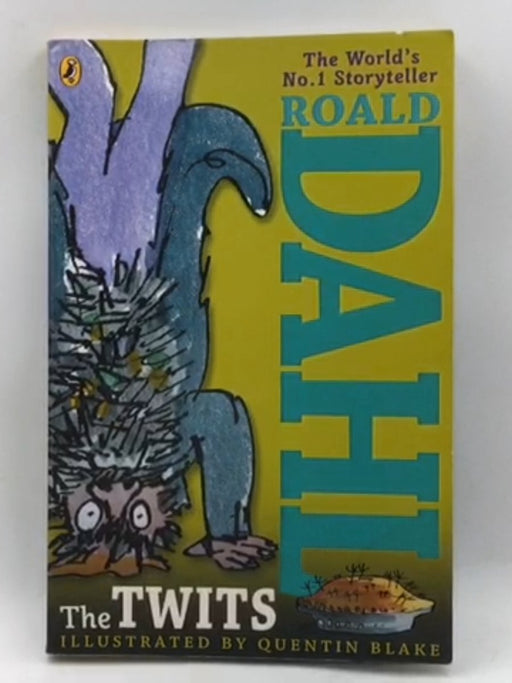 The World's
No.1 Storyteller
ROALD
DAHL
The TWITS
ILLUSTRATED BY QUENTIN BLAKE